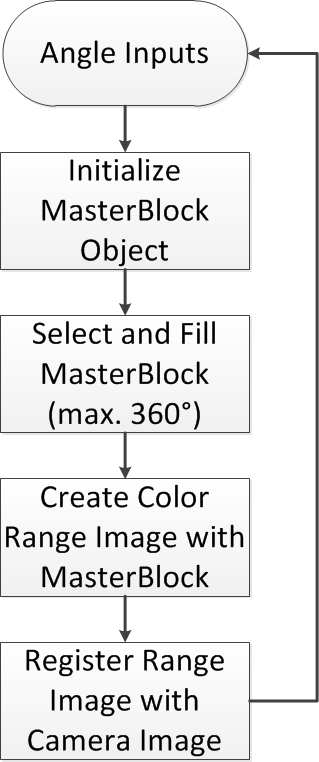 Angle Inputs
Initialize
MasterBlock
Object
Select and Fill
MasterBlock
(max. 360°)
Create Color
Range Image with
MasterBlock
Register Range
Image with
Camera Image